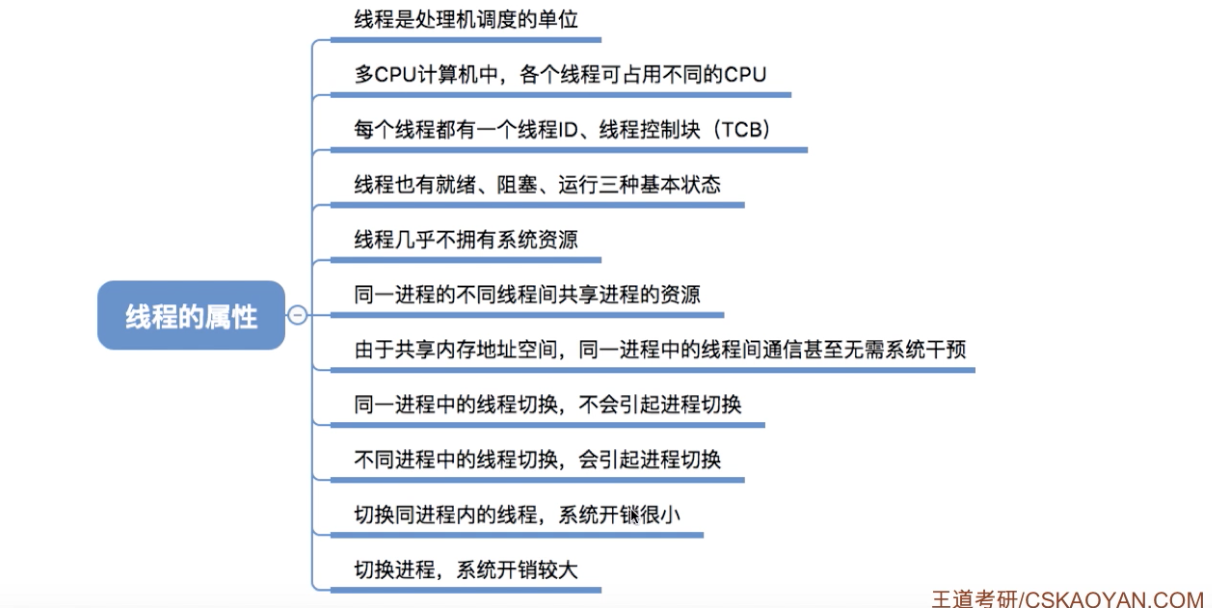 线程是处理机调度的单位
多CPU计算机中，各个线程可占用不同的CPU
每个线程都有一个线程ID、线程控制块（TCB）
线程也有就绪、阻塞、运行三种基本状态
线程几乎不拥有系统资源
同一进程的不同线程间共享进程的资源
线程的属性
由于共享内存地址空间，同一进程中的线程间通信甚至无需系统干预
同一进程中的线程切换，不会引起进程切换
不同进程中的线程切换，会引起进程切换
切换同进程内的线程，系统开销很小
切换进程，系统开销较大
王道考研/CSKAOYAN.COM